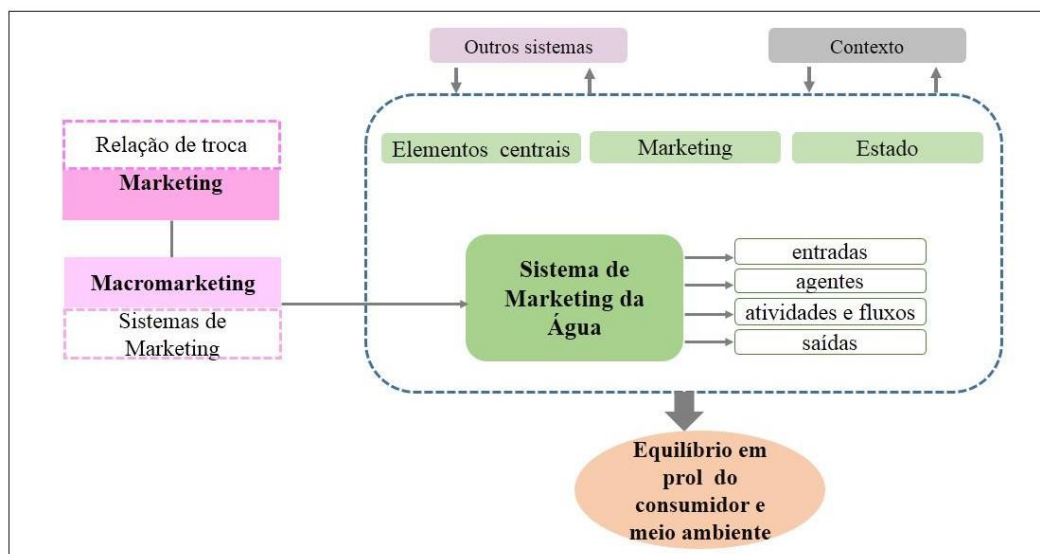 Outros sistemas
Contexto
Relação de troca
Marketing
Elementos centrais
Marketing
Estado
Macromarketing
Sistemas de
Marketing
Sistema de
Marketing da
Água
entradas
agentes
atividades e fluxos
saídas
Equilíbrio em
prol do
consumidor e
meio ambiente